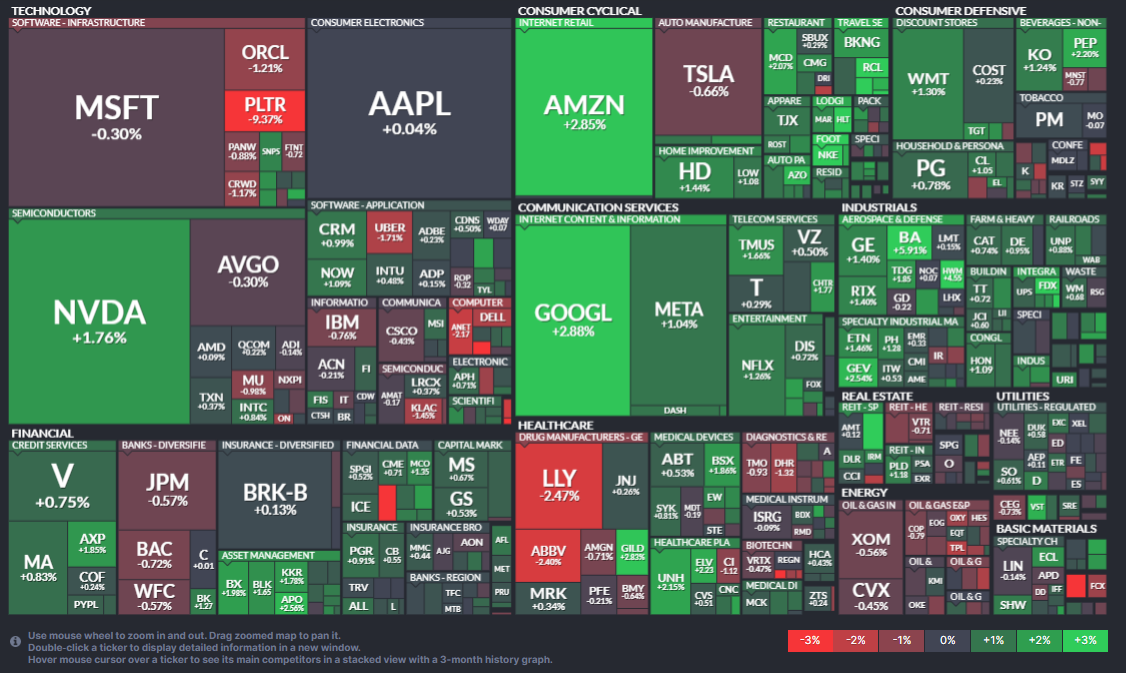 TECHNOLOGY
SOFTWARE - INFRASTRUCTURE
MSFT
-0.30%
ORCL
-1.21%
PLTR
-9.37%
PANW
-0.88%
SNPS
FTNT
-0.72
CRWD
-1.17%
CONSUMER ELECTRONICS
AAPL
+0.04%
SEMICONDUCTORS
NVDA
+1.76%
AVGO
-0.30%
AMD
+0.09%
QCOM
+0.22%
ADI
-0.14%
TXN
+0.37%
MU
-0.98%
NXPI
INTC
+0.84%
ON
SOFTWARE - APPLICATION
CRM
+0.99%
UBER
-1.71%
ADBE
+0.23%
CDNS
+0.50%
WDAY
+0.07
NOW
+1.09%
INTU
+0.48%
ADP
+0.15%
ROP
-0.32
TYL
INFORMATIO
IBM
-0.76%
ACN
-0.21%
FI
FIS
IT
CDW
CTSH
BR
COMMUNICA
CSCO
-0.43%
MSI
COMPUTER
ANET
-2.17
DELL
SEMICONDUC
AMAT
-0.17
LRCX
+0.37%
KLAC
-1.45%
ELECTRONIC
APH
+0.71%
SCIENTIFI
CONSUMER CYCLICAL
INTERNET RETAIL
AMZN
+2.85%
AUTO MANUFACTURE
TSLA
-0.66%
HOME IMPROVEMENT
HD
+1.44%
LOW
+1.08
RESTAURANT
MCD
+2.07%
SBUX
+0.29%
CMG
DRI
TRAVEL SE
BKNG
RCL
APPARE
TJX
ROST
LODGI
MAR
HLT
PACK
FOOT
NKE
SPECI
AUTO PA
AZO
RESID
CONSUMER DEFENSIVE
DISCOUNT STORES
WMT
+1.30%
COST
+0.23%
TGT
BEVERAGES - NON-
KO
+1.24%
PEP
+2.20%
MNST
-0.77
TOBACCO
PM
MO
-0.07
HOUSEHOLD & PERSONA
PG
+0.78%
CL
+1.05
EL
K
CONFE
MDLZ
KR
STZ
SYY
COMMUNICATION SERVICES
INTERNET CONTENT & INFORMATION
GOOGL
+2.88%
META
+1.04%
DASH
TELECOM SERVICES
TMUS
+1.66%
VZ
+0.50%
T
+0.29%
CHTR
+1.77
ENTERTAINMENT
NFLX
+1.26%
DIS
+0.72%
FOX
INDUSTRIALS
AEROSPACE & DEFENSE
GE
+1.40%
BA
+5.91%
LMT
+0.15%
TDG
+1.85
NOC
+0.07
HWM
+4.55
RTX
+1.40%
GD
-0.22
LHX
FARM & HEAVY
CAT
+0.74%
DE
+0.95%
RAILROADS
UNP
+0.88%
WAB
BUILDIN
TT
+0.72
JCI
+0.60
LII
INTEGRA
UPS
FDX
WASTE
WM
+0.68
RSG
SPECI
SPECIALTY INDUSTRIAL MA
ETN
+1.46%
PH
+1.28
EMR
+0.33
CMI
IR
GEV
+2.54%
ITW
+0.53
AME
CONGL
HON
+1.09
INDUS
URI
FINANCIAL
CREDIT SERVICES
V
+0.75%
MA
+0.83%
AXP
+1.85%
COF
+0.24%
PYPL
BANKS - DIVERSIFIE
JPM
-0.57%
BAC
-0.72%
C
+0.01
WFC
-0.57%
BK
+1.27
INSURANCE - DIVERSIFIED
BRK-B
+0.13%
ASSET MANAGEMENT
BX
+1.98%
BLK
+1.65
KKR
+1.78%
APO
+2.56%
FINANCIAL DATA
SPGI
+0.52%
CME
+0.71
MCO
+1.35
ICE
CAPITAL MARK
MS
+0.67%
GS
+0.53%
INSURANCE
PGR
+0.91%
CB
+0.55
TRV
ALL
L
INSURANCE BRO
MMC
+0.44
AJG
AON
AFL
MET
PRU
BANKS - REGION
TFC
MTB
HEALTHCARE
DRUG MANUFACTURERS - GE
LLY
-2.47%
JNJ
+0.26%
ABBV
-2.40%
AMGN
-0.71%
GILD
+2.83%
MRK
+0.34%
PFE
-0.21%
BMY
-0.64%
MEDICAL DEVICES
ABT
+0.53%
BSX
+1.86%
SYK
+0.81%
MDT
-0.19
EW
STE
HEALTHCARE PLA
UNH
+2.15%
ELV
+2.23
CI
-1.12
CVS
+0.51
CNC
DIAGNOSTICS & RE
TMO
-0.93
DHR
-1.32
A
MEDICAL INSTRUM
ISRG
-0.09%
BDX
RMD
BIOTECHN
VRTX
-0.47%
REGN
HCA
+0.43%
MEDICAL DI
MCK
ZTS
+0.24
REAL ESTATE
REIT - SP
AMT
+0.12
DLR
CCI
REIT - HE
VTR
-0.71
REIT - RESI
REIT - IN
PLD
+1.18
PSA
EXR
SPG
O
UTILITIES
UTILITIES - REGULATED
NEE
-0.14%
DUK
+0.58
EXC
XEL
ED
SO
+0.61%
AEP
+0.11
ETR
FE
D
ES
CEG
-0.73%
VST
SRE
ENERGY
OIL & GAS IN
XOM
-0.56%
CVX
-0.45%
OIL & GAS E&P
COP
-0.79
EOG
OXY
HES
EQT
TPL
OIL &
KMI
OKE
OIL & G
OIL & G
BASIC MATERIALS
SPECIALTY CH
LIN
-0.14%
ECL
APD
DD
IFF
SHW
FCX
Use mouse wheel to zoom in and out. Drag zoomed map to pan it.
Double-click a ticker to display detailed information in a new window.
Hover mouse cursor over a ticker to see its main competitors in a stacked view with a 3-month history graph.
-3%
-2%
-1%
0%
+1%
+2%
+3%